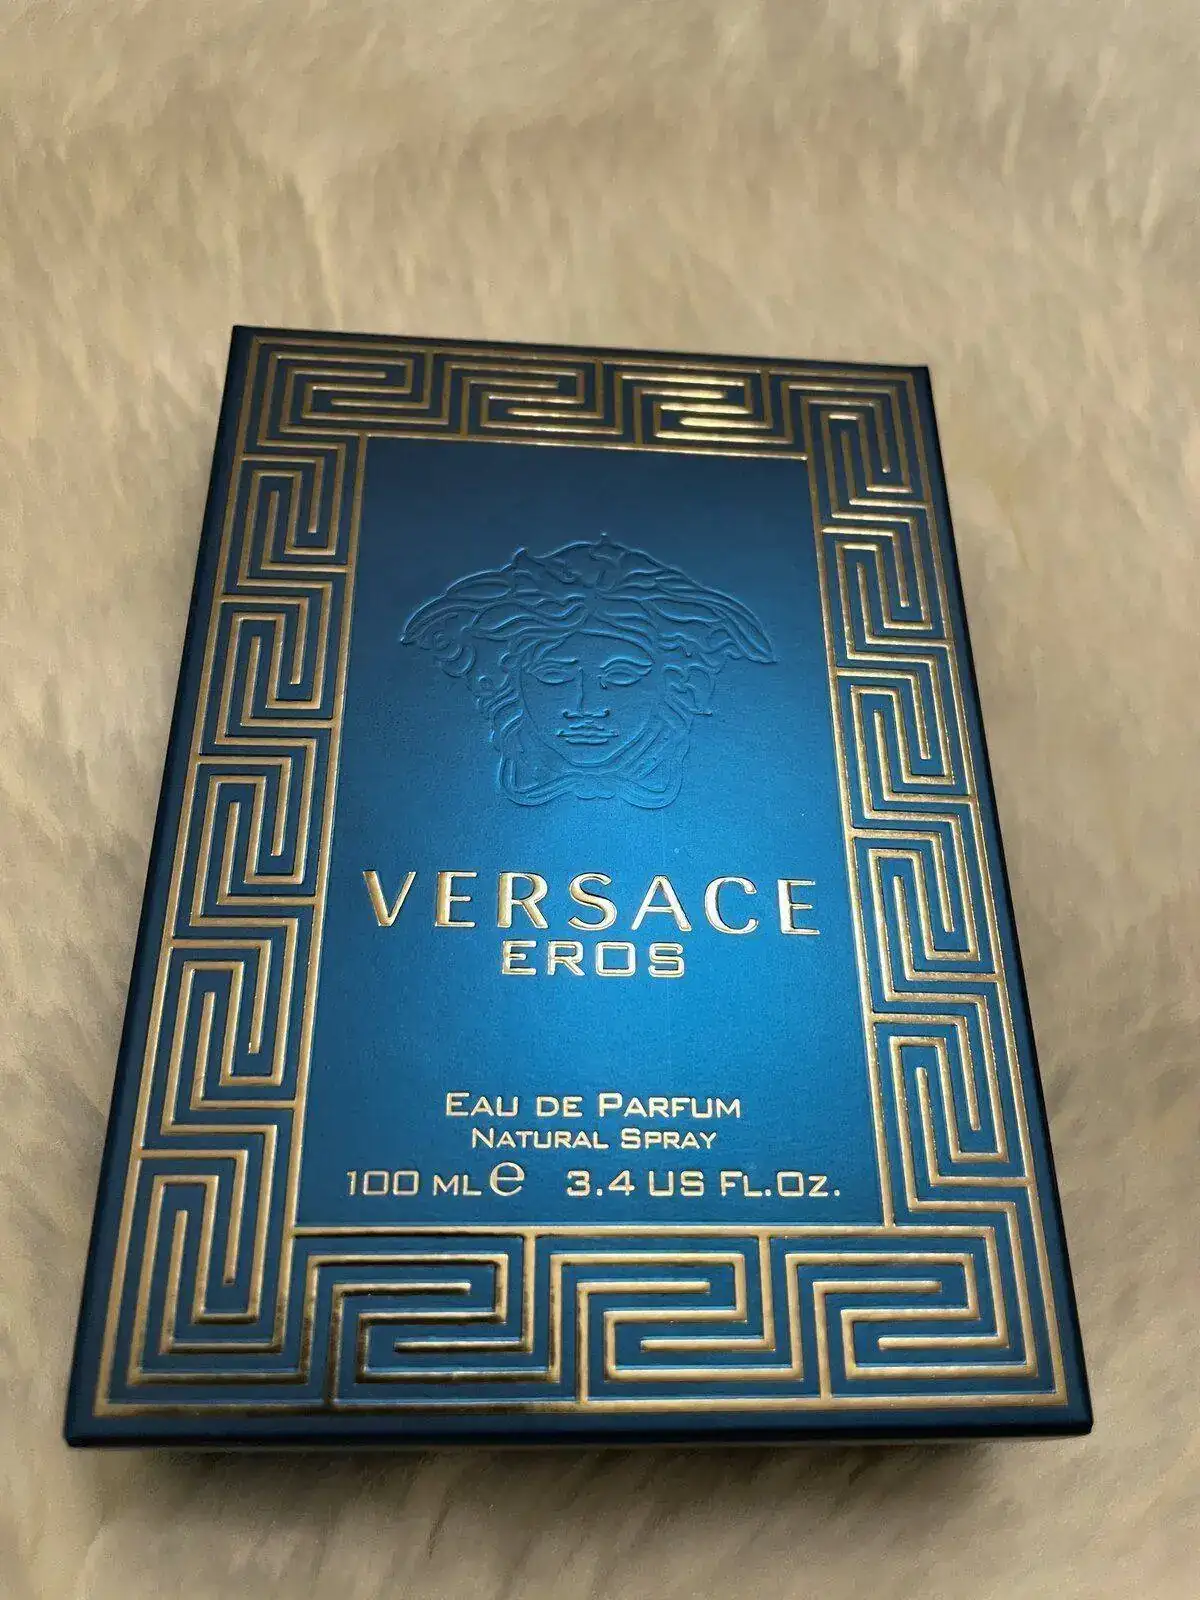 VERSACE
EROS
EAU DE PARFUM
NATURAL SPRAY
100 ML e 3.4 US FL.OZ.